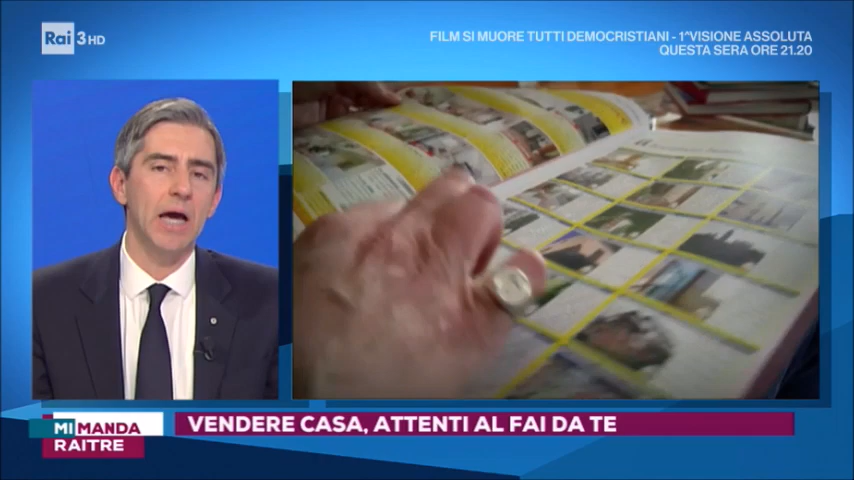 Rai 3HD
FILM SI MUORE TUTTI DEMOCRISTIANI - 1^VISIONE ASSOLUTA
QUESTA SERA ORE 21.20
MI MANDA
RAITRE
VENDERE CASA, ATTENTI AL FAI DA TE